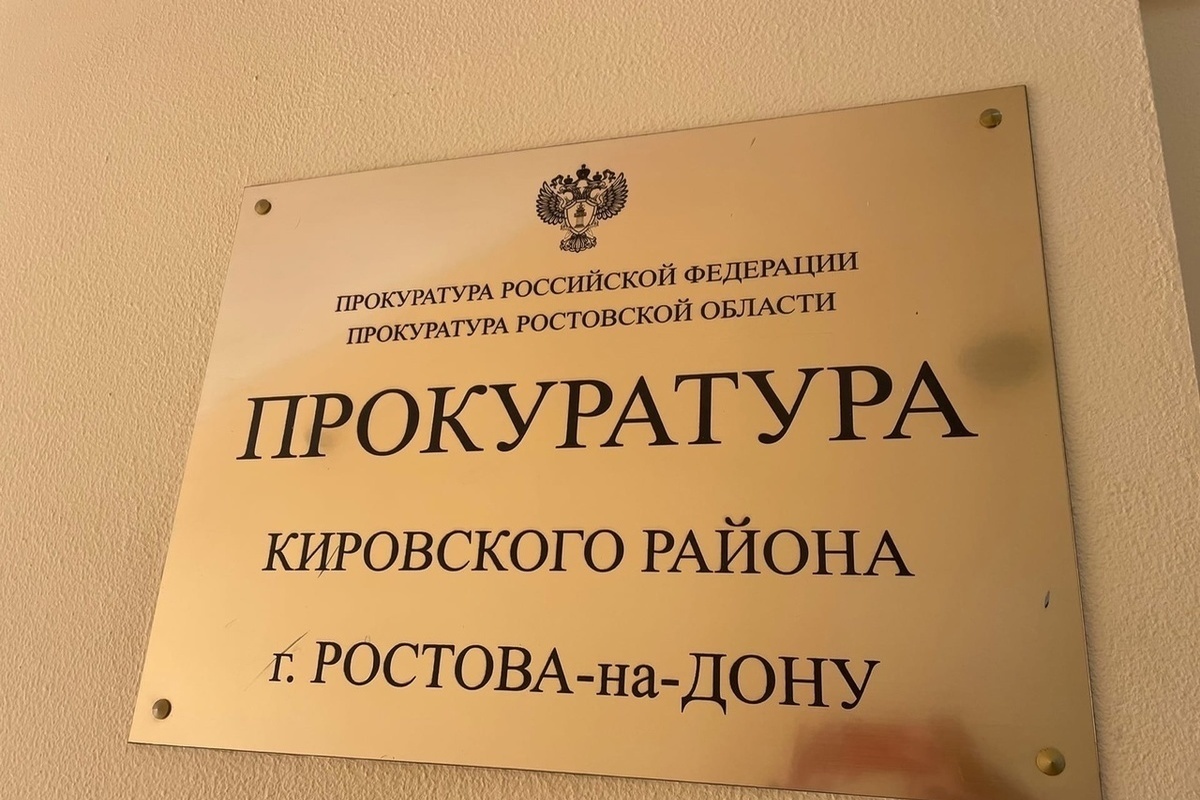 ПРОКУРАТУРА РОССИЙСКОЙ ФЕДЕРАЦИИ
ПРОКУРАТУРА РОСТОВСКОЙ ОБЛАСТИ
ПРОКУРАТУРА
КИРОВСКОГО РАЙОНА
г. РОСТОВА-на-ДОНУ